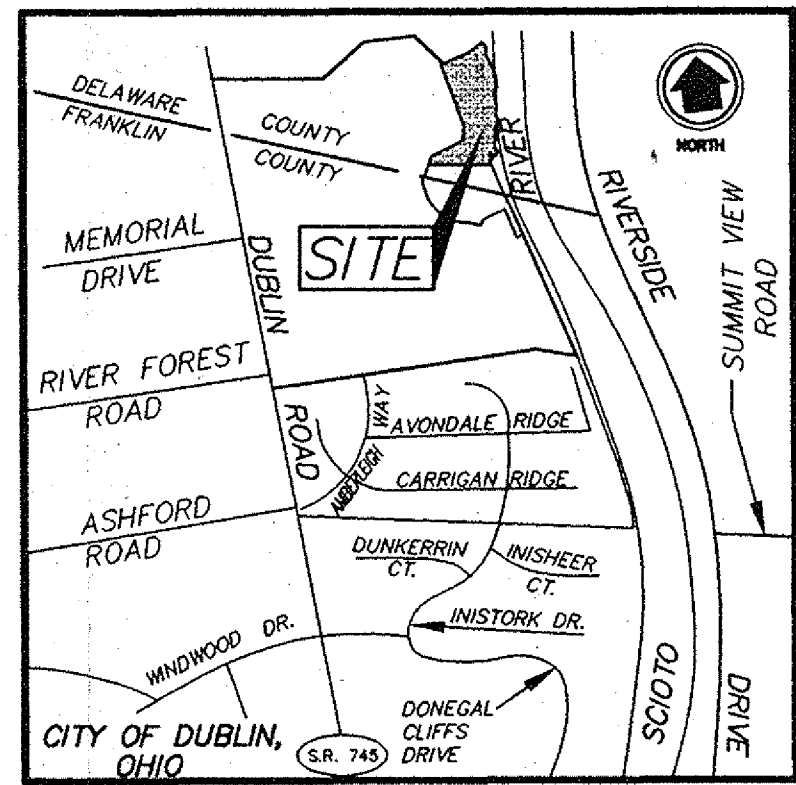 DELAWARE
FRANKLIN
COUNTY
COUNTY
NORTH
RIVER
RIVERSIDE
SUMMIT VIEW
ROAD
MEMORIAL
DRIVE
DUBLIN
SITE
RIVER FOREST
ROAD
ROAD
WAY
AVONDALE RIDGE
AMBERLEIGH
CARRIGAN RIDGE
ASHFORD
ROAD
DUNKERRIN
CT.
INISHEER
CT.
INISTORK DR.
WINDWOOD DR.
SCIOTO
DRIVE
DONEGAL
CLIFFS
DRIVE
CITY OF DUBLIN,
OHIO
S.R. 745